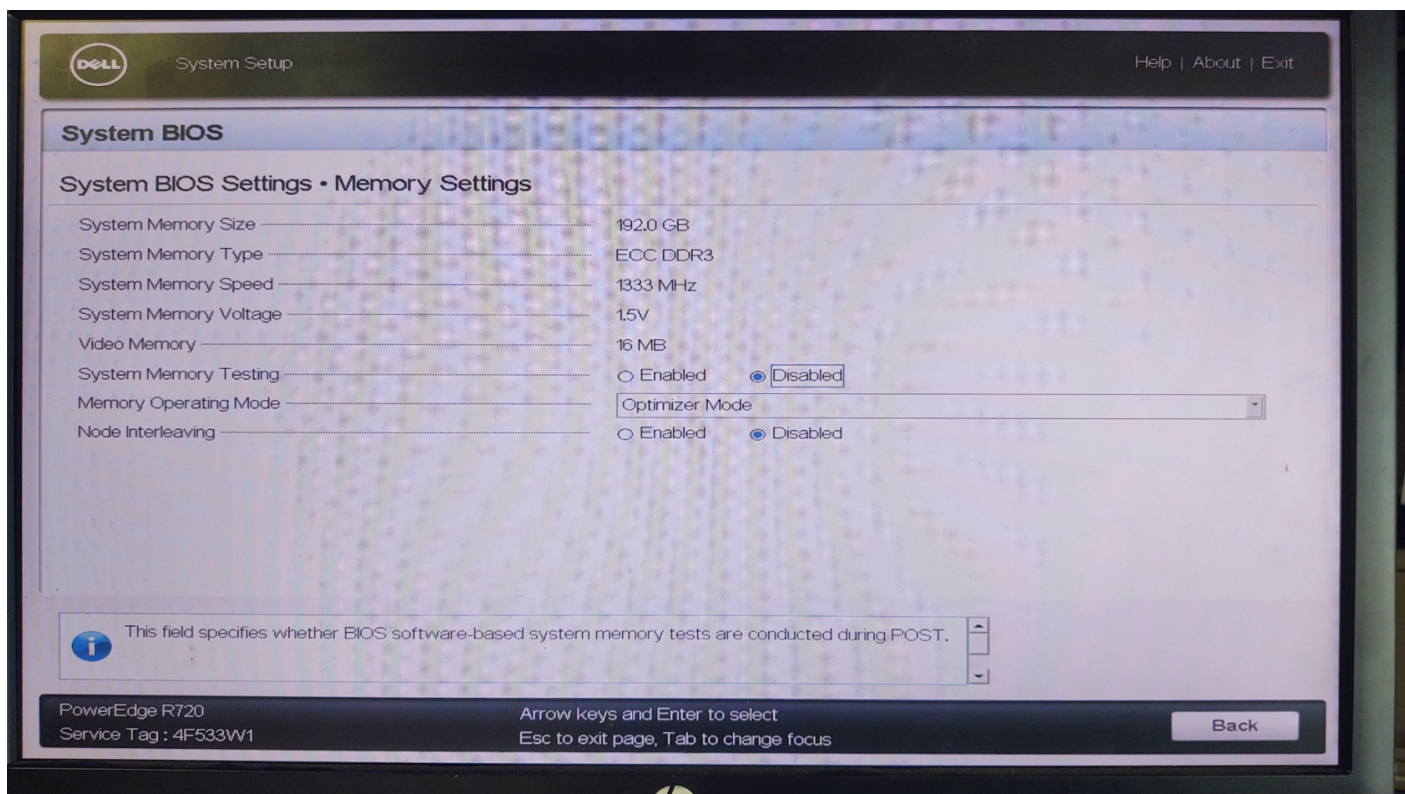 DELL System Setup Help | About | Exit
System BIOS
System BIOS Settings • Memory Settings
System Memory Size 192.0 GB
System Memory Type ECC DDR3
System Memory Speed 1333 MHz
System Memory Voltage 1.5V
Video Memory 16 MB
System Memory Testing Enabled Disabled
Memory Operating Mode Optimizer Mode
Node Interleaving Enabled Disabled
This field specifies whether BIOS software-based system memory tests are conducted during POST.
PowerEdge R720
Service Tag : 4F533W1
Arrow keys and Enter to select
Esc to exit page, Tab to change focus
Back